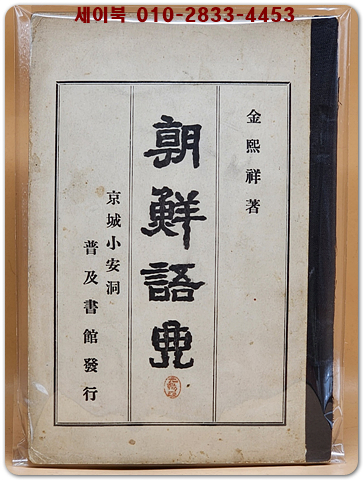 세이북 010-2833-4453
金熙祥著
朝鮮語典
京城小安洞
普及書館發行